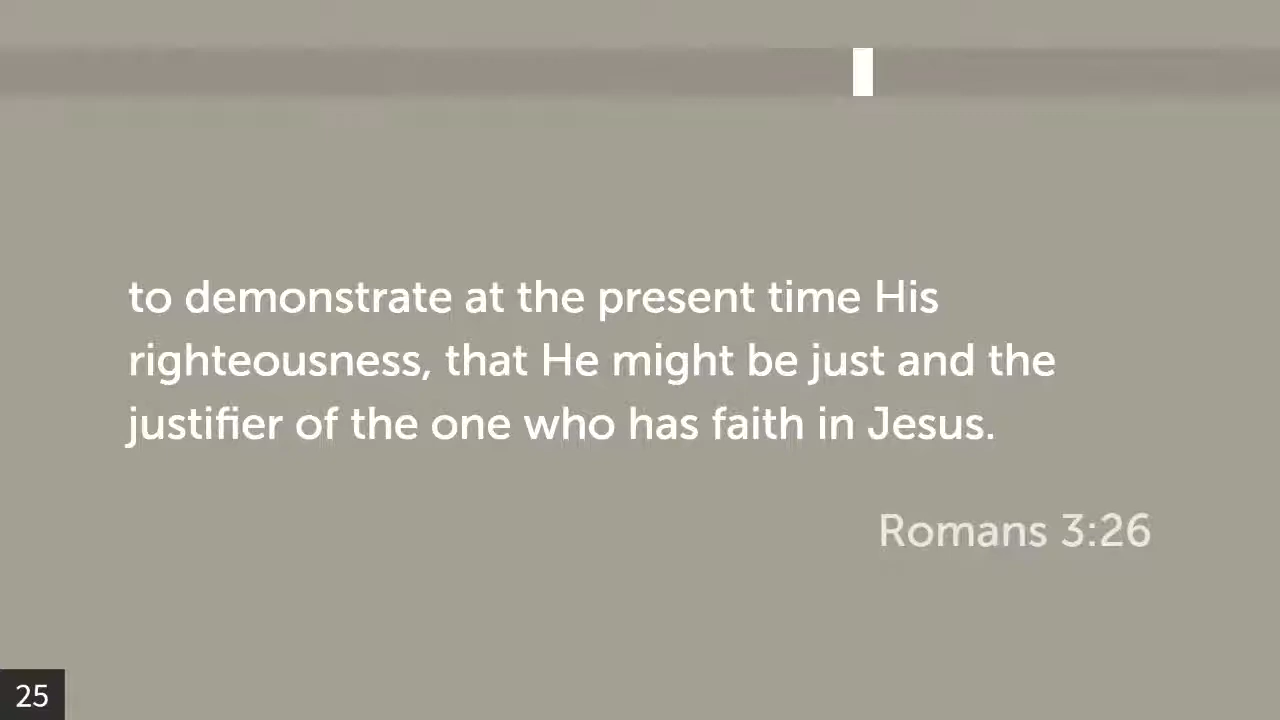 to demonstrate at the present time His
righteousness, that He might be just and the
justifier of the one who has faith in Jesus.
Romans 3:26
25